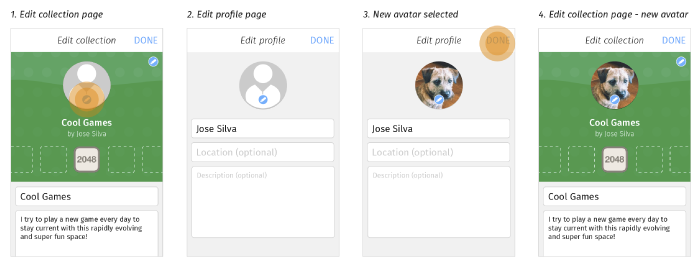 1. Edit collection page
Edit collection DONE
Cool Games
by Jose Silva
2048
Cool Games
I try to play a new game every day to
stay current with this rapidly evolving
and super fun space!
2. Edit profile page
Edit profile DONE
Jose Silva
Location (optional)
Description (optional)
3. New avatar selected
Edit profile DONE
Jose Silva
Location (optional)
Description (optional)
4. Edit collection page - new avatar
Edit collection DONE
Cool Games
by Jose Silva
2048
Cool Games
I try to play a new game every day to
stay current with this rapidly evolving
and super fun space!